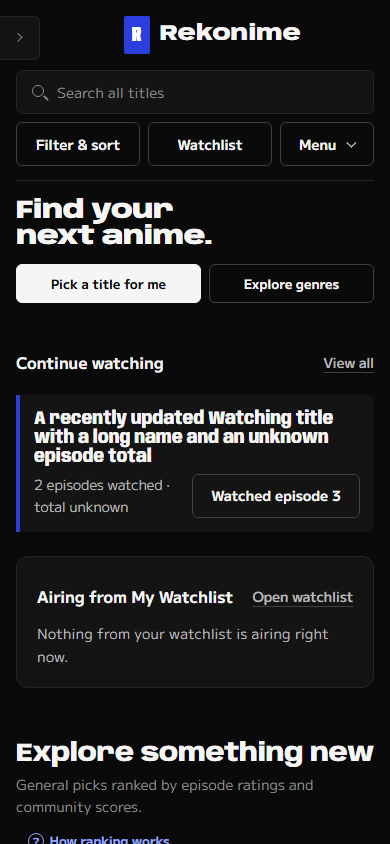 R Rekonime
Search all titles
Filter & sort
Watchlist
Menu
Find your
next anime.
Pick a title for me
Explore genres
Continue watching
View all
A recently updated Watching title
with a long name and an unknown
episode total
2 episodes watched ·
total unknown
Watched episode 3
Airing from My Watchlist
Open watchlist
Nothing from your watchlist is airing right
now.
Explore something new
General picks ranked by episode ratings and
community scores.
? How ranking works